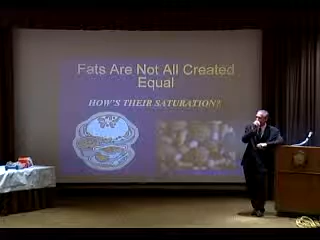 Fats Are Not All Created
Equal
HOW'S THEIR SATURATION?